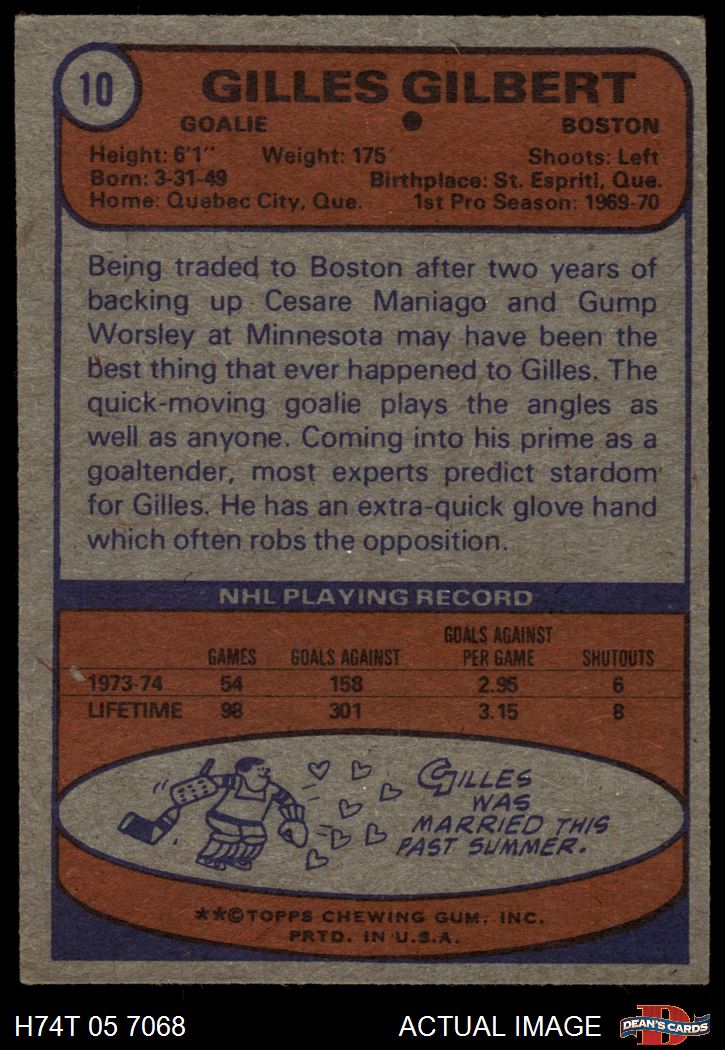 10
GILLES GILBERT
GOALIE BOSTON
Height: 6'1" Weight: 175 Shoots: Left
Born: 3-31-49 Birthplace: St. Espriti, Que.
Home: Quebec City, Que. 1st Pro Season: 1969-70
Being traded to Boston after two years of
backing up Cesare Maniago and Gump
Worsley at Minnesota may have been the
best thing that ever happened to Gilles. The
quick-moving goalie plays the angles as
well as anyone. Coming into his prime as a
goaltender, most experts predict stardom
for Gilles. He has an extra-quick glove hand
which often robs the opposition.
NHL PLAYING RECORD
GAMES GOALS AGAINST GOALS AGAINST PER GAME SHUTOUTS
1973-74 54 158 2.95 6
LIFETIME 98 301 3.15 8
GILLES
WAS
MARRIED THIS
PAST SUMMER.
**©TOPPS CHEWING GUM, INC.
PRTD. IN U.S.A.
H74T 05 7068 ACTUAL IMAGE
D
DEAN'S CARDS